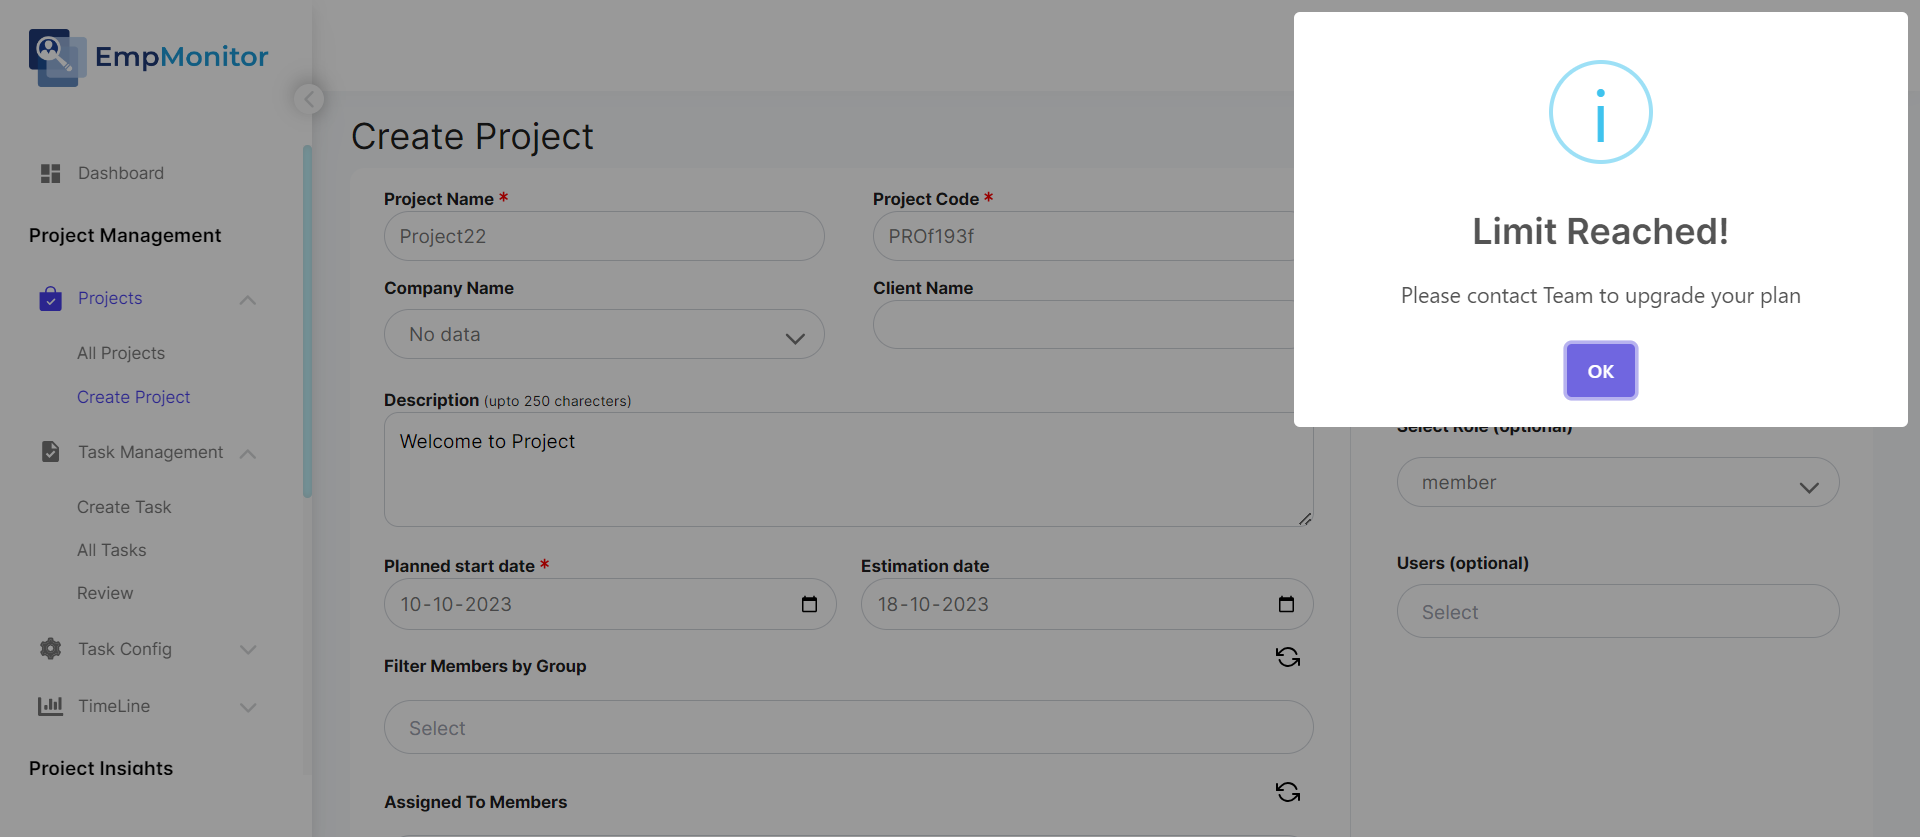 EmpMonitor
Dashboard
Project Management
Projects
All Projects
Create Project
Task Management
Create Task
All Tasks
Review
Task Config
TimeLine
Project Insights
Create Project
Project Name *
Project22
Project Code *
PROf193f
Company Name
No data
Client Name
Description (upto 250 charecters)
Welcome to Project
Planned start date *
10-10-2023
Estimation date
18-10-2023
Filter Members by Group
Select
Assigned To Members
Limit Reached!
Please contact Team to upgrade your plan
OK
Select Role (optional)
member
Users (optional)
Select